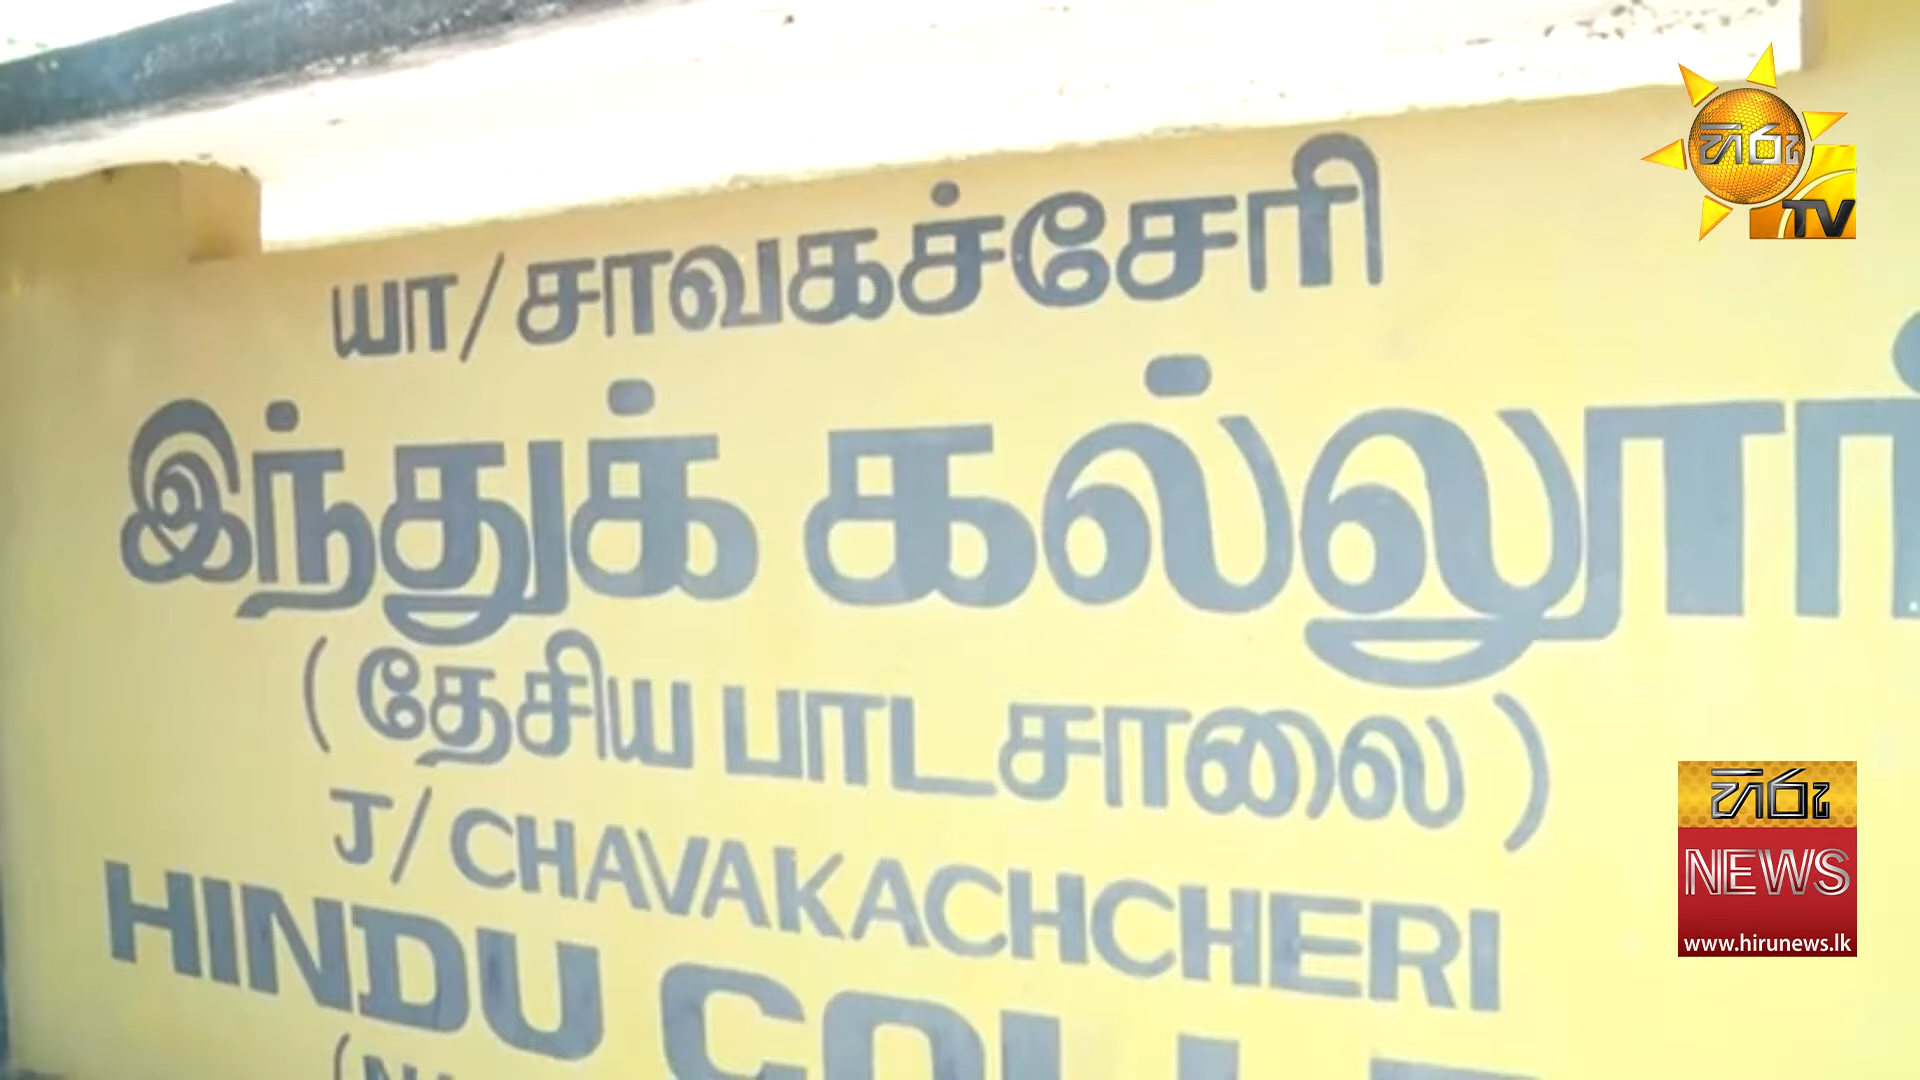 யா/சாவகச்சேரி
இந்துக் கல்லூர்
(தேசிய பாடசாலை)
J/CHAVAKACHCHERI
HINDU
හිරු
TV
හිරු
NEWS
www.hirunews.lk